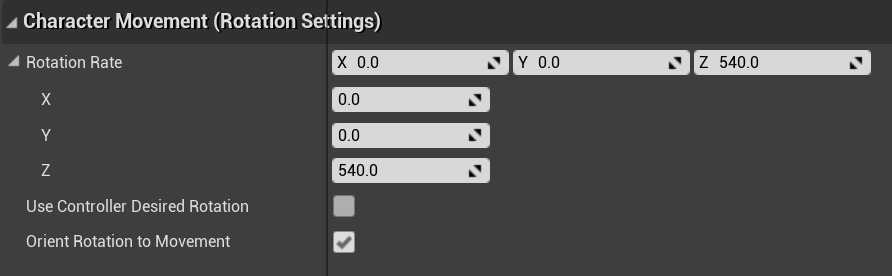 Character Movement (Rotation Settings)
Rotation Rate X 0.0 Y 0.0 Z 540.0
X 0.0
Y 0.0
Z 540.0
Use Controller Desired Rotation
Orient Rotation to Movement